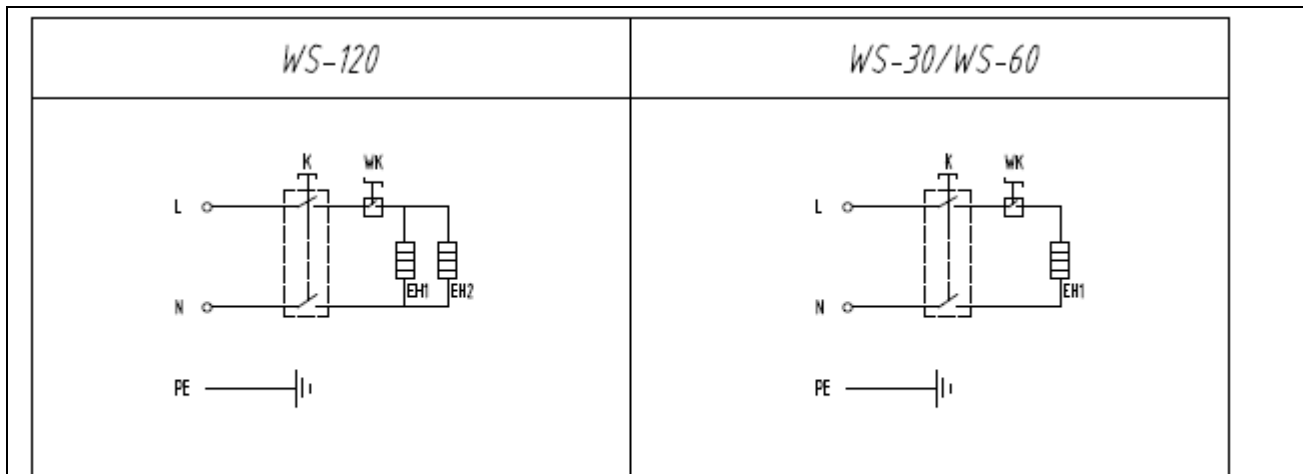 WS-120
WS-30/WS-60
K WK
L
EH1 EH2
N
PE
K WK
L
EH1
N
PE